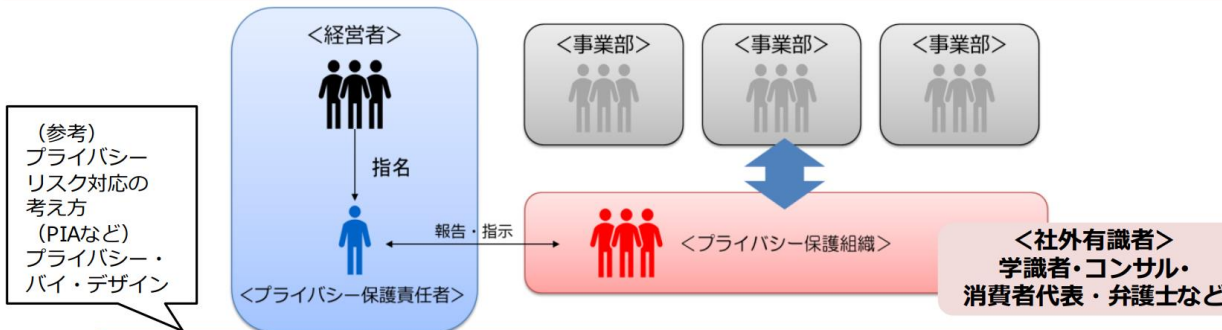 ＜経営者＞
指名
＜プライバシー保護責任者＞
（参考）
プライバシー
リスク対応の
考え方
（PIAなど）
プライバシー・
バイ・デザイン
報告・指示
＜事業部＞
＜事業部＞
＜事業部＞
＜プライバシー保護組織＞
＜社外有識者＞
学識者・コンサル・
消費者代表・弁護士など